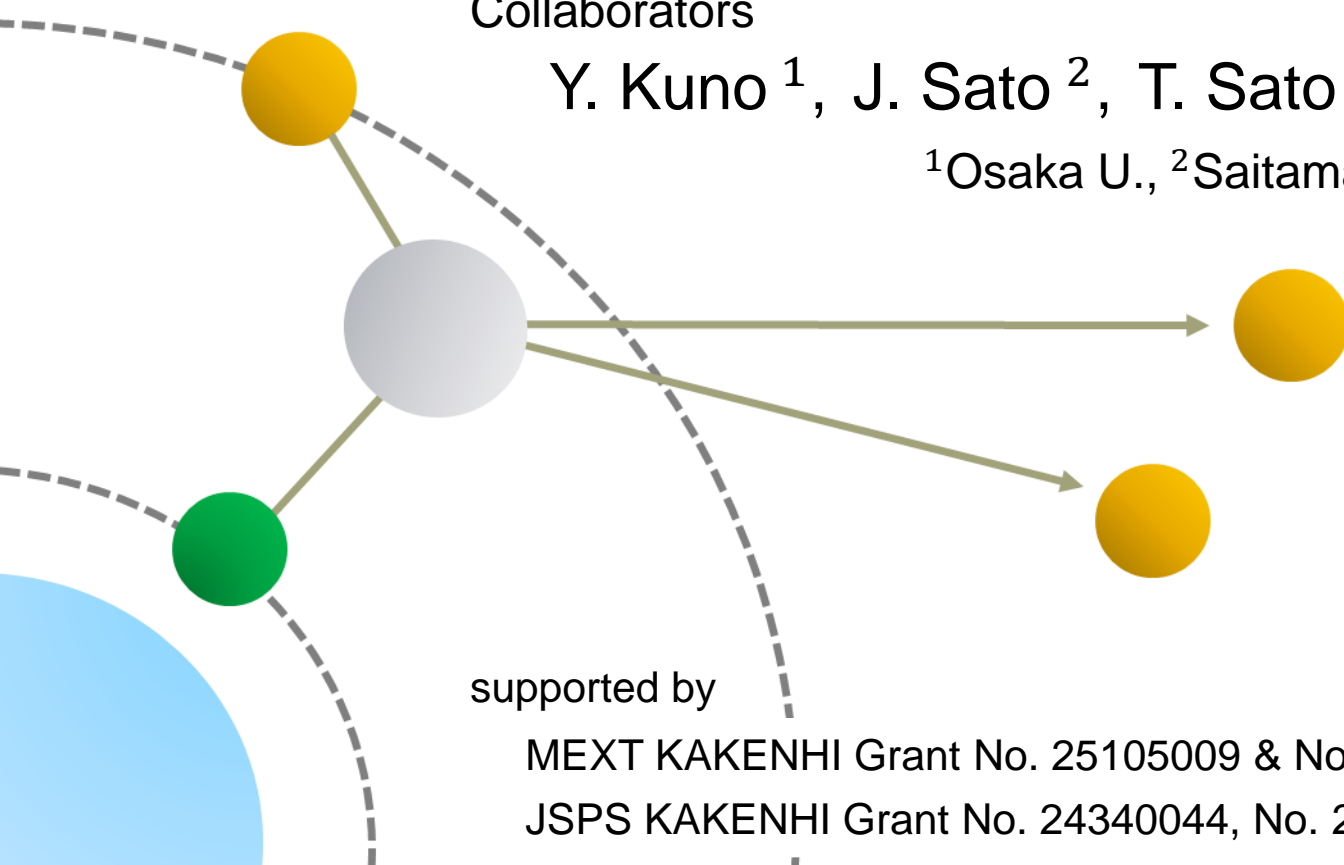 Collaborators
Y. Kuno ¹, J. Sato ², T. Sato
¹Osaka U., ²Saitama
supported by
MEXT KAKENHI Grant No. 25105009 & No
JSPS KAKENHI Grant No. 24340044, No. 2